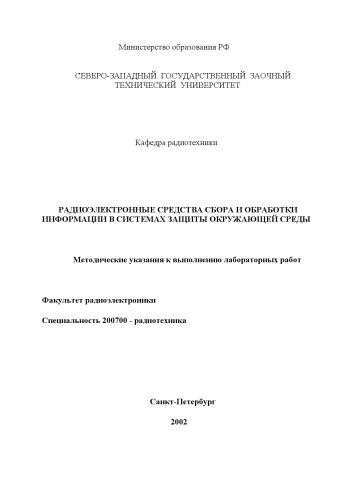 Министерство образования РФ
СЕВЕРО-ЗАПАДНЫЙ ГОСУДАРСТВЕННЫЙ ЗАОЧНЫЙ
ТЕХНИЧЕСКИЙ УНИВЕРСИТЕТ
Кафедра радиотехники
РАДИОЭЛЕКТРОННЫЕ СРЕДСТВА СБОРА И ОБРАБОТКИ
ИНФОРМАЦИИ В СИСТЕМАХ ЗАЩИТЫ ОКРУЖАЮЩЕЙ СРЕДЫ
Методические указания к выполнению лабораторных работ
Факультет радиоэлектроники
Специальность 200700 - радиотехника
Санкт-Петербург
2002